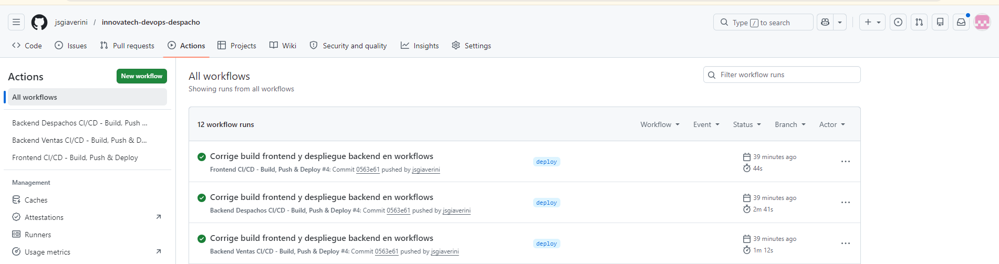 jsgiaverini / innovatech-devops-despacho
Type / to search
Code
Issues
Pull requests
Actions
Projects
Wiki
Security and quality
Insights
Settings
Actions
New workflow
All workflows
Backend Despachos CI/CD - Build, Push ...
Backend Ventas CI/CD - Build, Push & D...
Frontend CI/CD - Build, Push & Deploy
Management
Caches
Attestations
Runners
Usage metrics
All workflows
Showing runs from all workflows
Filter workflow runs
12 workflow runs
Workflow
Event
Status
Branch
Actor
Corrige build frontend y despliegue backend en workflows
Frontend CI/CD - Build, Push & Deploy #4: Commit 0563e61 pushed by jsgiaverini
deploy
39 minutes ago
44s
Corrige build frontend y despliegue backend en workflows
Backend Despachos CI/CD - Build, Push & Deploy #4: Commit 0563e61 pushed by jsgiaverini
deploy
39 minutes ago
2m 41s
Corrige build frontend y despliegue backend en workflows
Backend Ventas CI/CD - Build, Push & Deploy #4: Commit 0563e61 pushed by jsgiaverini
deploy
39 minutes ago
1m 12s